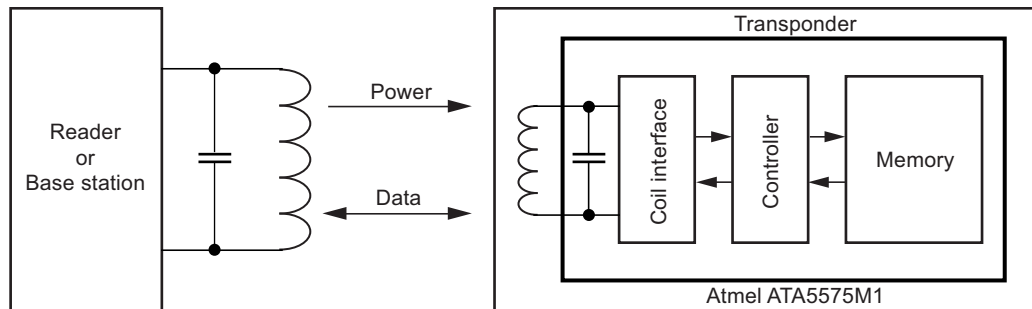 Reader
or
Base station
Power
Data
Transponder
Coil interface
Controller
Memory
Atmel ATA5575M1